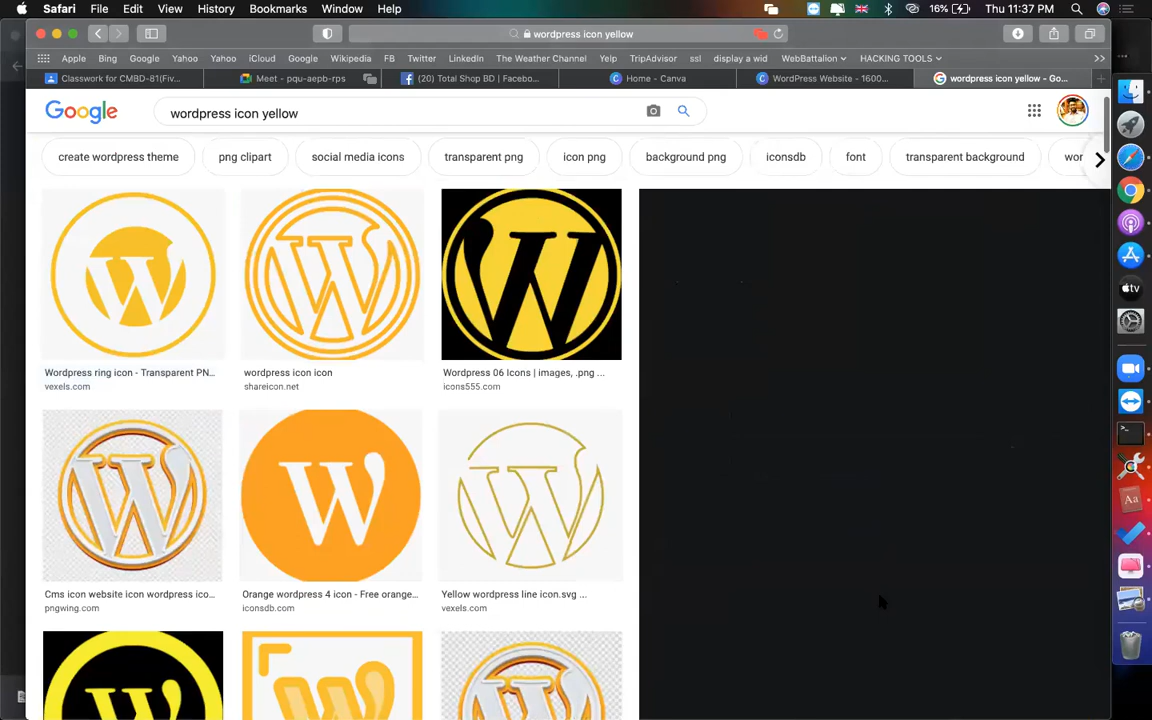 Safari File Edit View History Bookmarks Window Help 16% Thu 11:37 PM
wordpress icon yellow
Apple Bing Google Yahoo Yahoo iCloud Google Wikipedia FB Twitter LinkedIn The Weather Channel Yelp TripAdvisor ssl display a wid WebBattalion HACKING TOOLS
Classwork for CMBD-81(Fiv... Meet - pqu-aepb-rps (20) Total Shop BD | Facebo... Home - Canva WordPress Website - 1600... wordpress icon yellow - Go...
Google wordpress icon yellow
create wordpress theme png clipart social media icons transparent png icon png background png iconsdb font transparent background wor
Wordpress ring icon - Transparent PN... wordpress icon icon Wordpress 06 Icons | images, .png ...
vexels.com shareicon.net icons555.com
Cms icon website icon wordpress ico... Orange wordpress 4 icon - Free orange... Yellow wordpress line icon.svg ...
pngwing.com iconsdb.com vexels.com